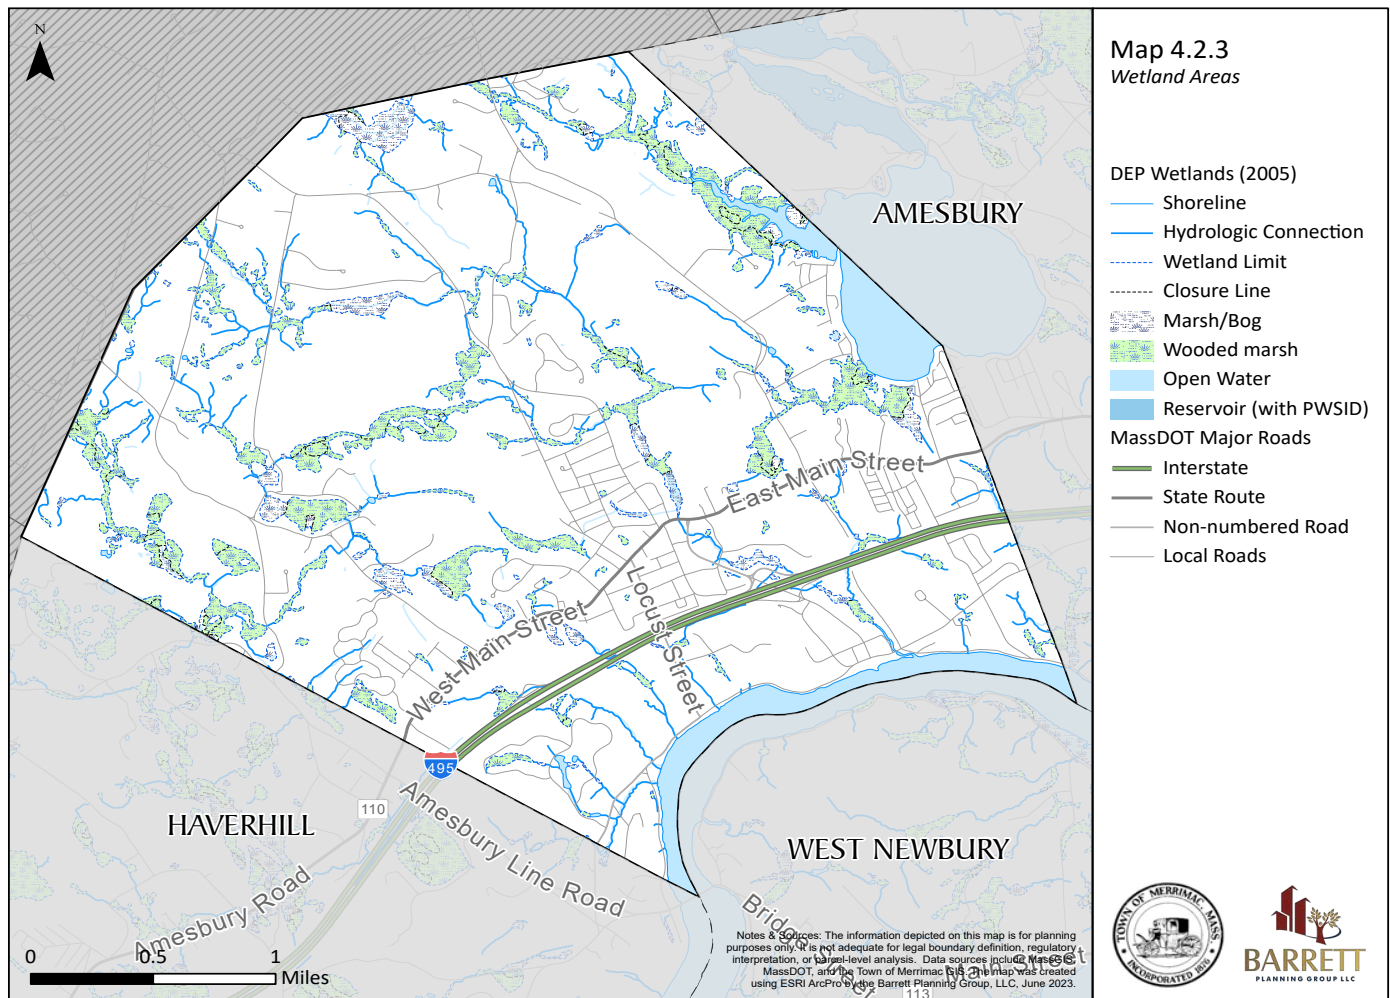 N
Map 4.2.3
Wetland Areas
DEP Wetlands (2005)
Shoreline
Hydrologic Connection
Wetland Limit
Closure Line
Marsh/Bog
Wooded marsh
Open Water
Reservoir (with PWSID)
MassDOT Major Roads
Interstate
State Route
Non-numbered Road
Local Roads
AMESBURY
East Main Street
Locust Street
West Main Street
495
110
HAVERHILL
Amesbury Line Road
Amesbury Road
WEST NEWBURY
Bridge Street
Main Street
113
0 0.5 1
Miles
Notes & Sources: The information depicted on this map is for planning
purposes only. It is not adequate for legal boundary definition, regulatory
interpretation, or parcel-level analysis. Data sources include MassGIS,
MassDOT, and the Town of Merrimac GIS. The map was created
using ESRI ArcPro by the Barrett Planning Group, LLC, June 2023.
TOWN OF MERRIMAC, MASS.
INCORPORATED 1876
BARRETT
PLANNING GROUP LLC